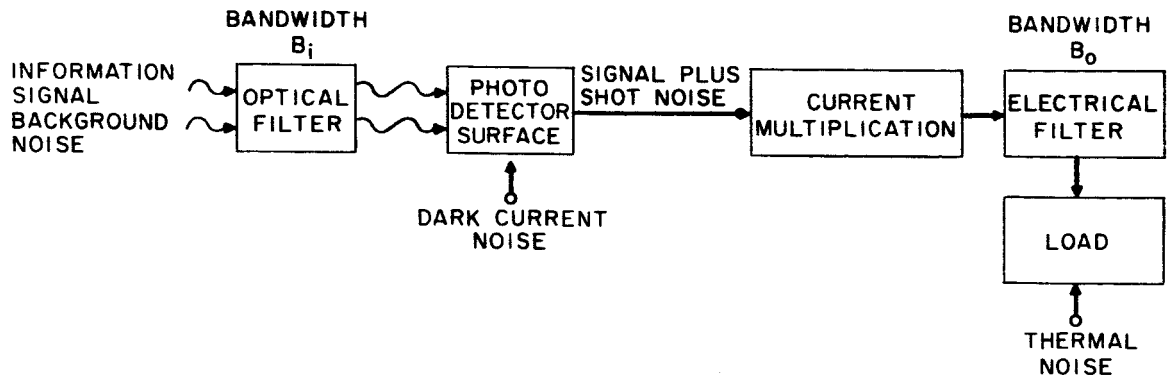 BANDWIDTH
Bi
INFORMATION
SIGNAL
BACKGROUND
NOISE
OPTICAL
FILTER
PHOTO
DETECTOR
SURFACE
DARK CURRENT
NOISE
SIGNAL PLUS
SHOT NOISE
CURRENT
MULTIPLICATION
BANDWIDTH
Bo
ELECTRICAL
FILTER
LOAD
THERMAL
NOISE